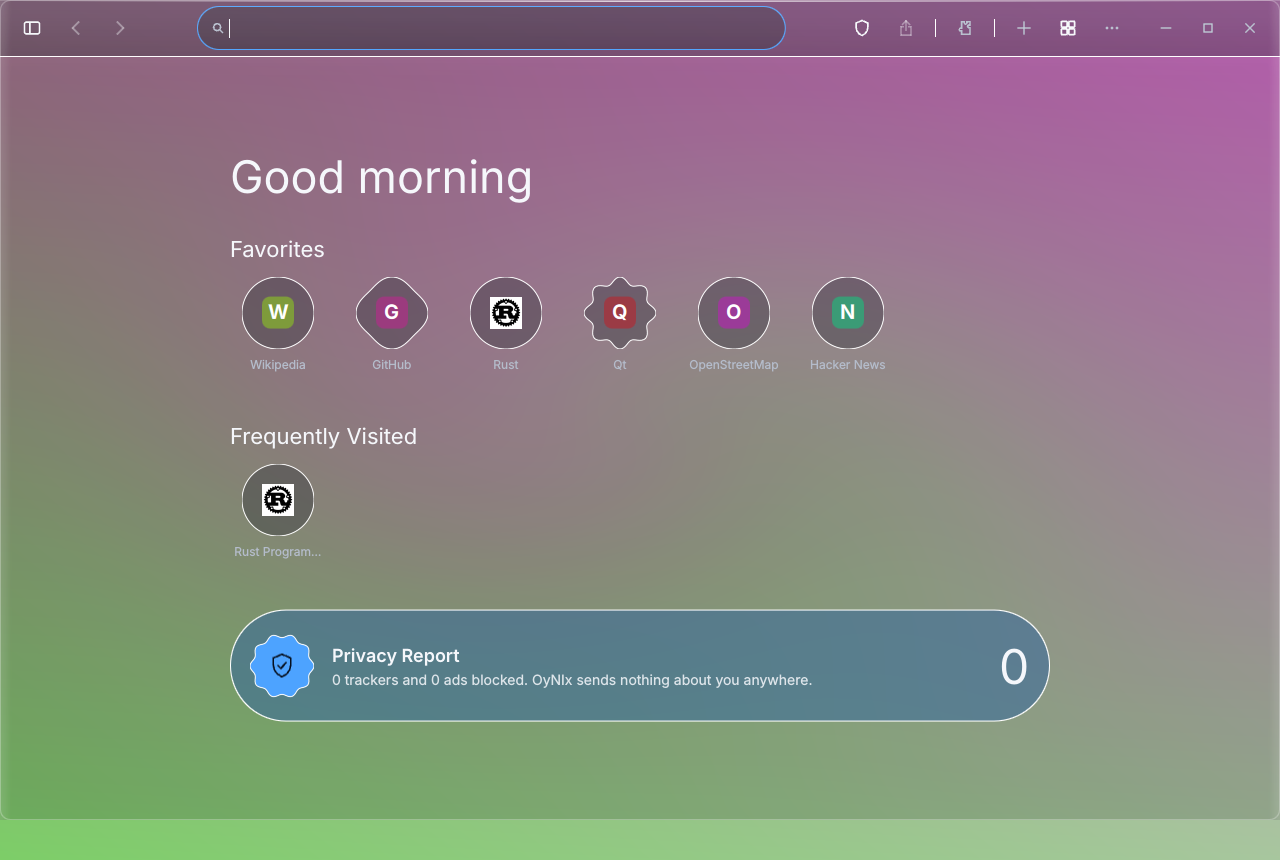 Good morning
Favorites
W
G
R
Q
O
N
Wikipedia
GitHub
Rust
Qt
OpenStreetMap
Hacker News
Frequently Visited
R
Rust Program...
Privacy Report
0 trackers and 0 ads blocked. OyNIx sends nothing about you anywhere.
0